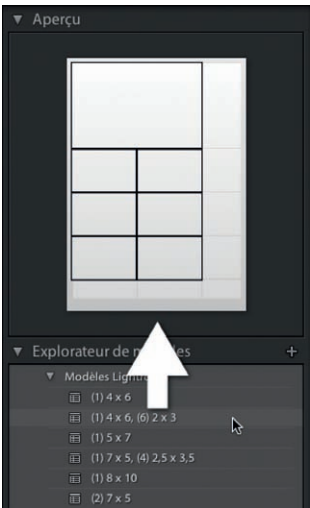 Aperçu
Explorateur de
+
Modèles
(1) 4 x 6
(1) 4 x 6, (6) 2 x 3
(1) 5 x 7
(1) 7 x 5, (4) 2,5 x 3,5
(1) 8 x 10
(2) 7 x 5